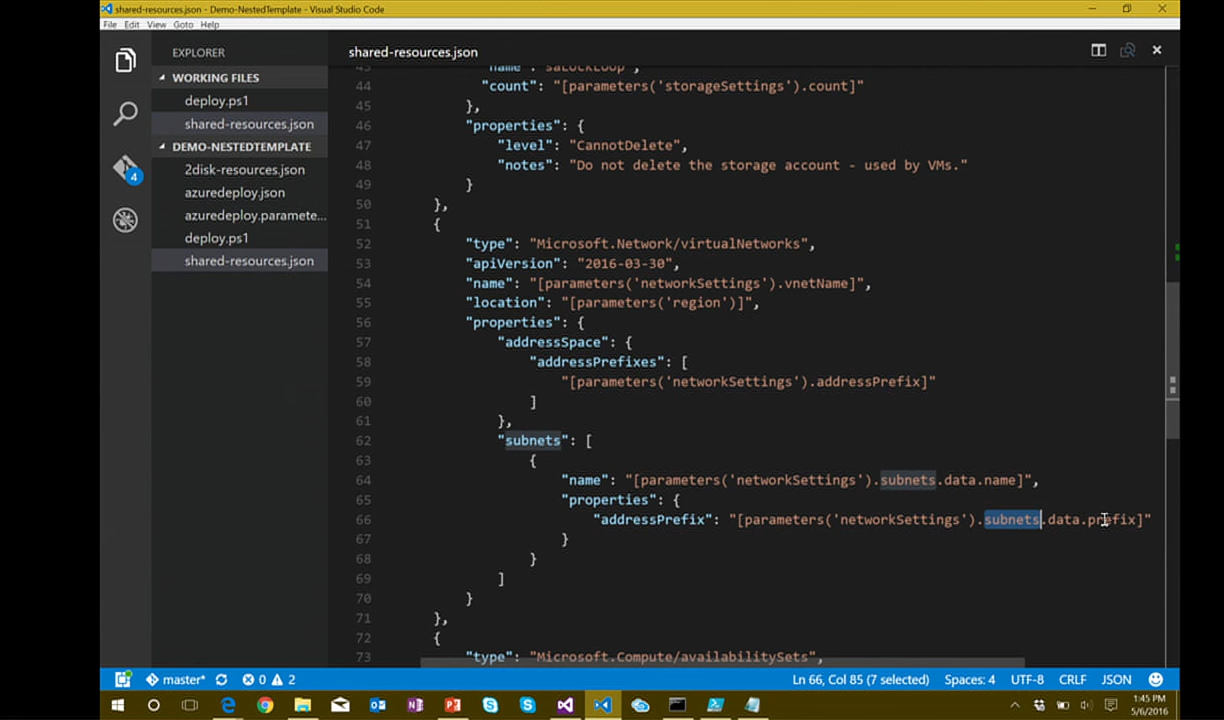 shared-resources.json - Demo-NestedTemplate - Visual Studio Code
File Edit View Goto Help
EXPLORER
WORKING FILES
deploy.ps1
shared-resources.json
DEMO-NESTEDTEMPLATE
2disk-resources.json
azuredeploy.json
azuredeploy.paramete...
deploy.ps1
shared-resources.json
4
shared-resources.json
43 "name": "saLockLoop",
44 "count": "[parameters('storageSettings').count]"
45 },
46 "properties": {
47 "level": "CannotDelete",
48 "notes": "Do not delete the storage account - used by VMs."
49 }
50 },
51 {
52 "type": "Microsoft.Network/virtualNetworks",
53 "apiVersion": "2016-03-30",
54 "name": "[parameters('networkSettings').vnetName]",
55 "location": "[parameters('region')]",
56 "properties": {
57 "addressSpace": {
58 "addressPrefixes": [
59 "[parameters('networkSettings').addressPrefix]"
60 ]
61 },
62 "subnets": [
63 {
64 "name": "[parameters('networkSettings').subnets.data.name]",
65 "properties": {
66 "addressPrefix": "[parameters('networkSettings').subnets.data.prefix]"
67 }
68 }
69 ]
70 }
71 },
72 {
73 "type": "Microsoft.Compute/availabilitySets",
master* 0 2 Ln 66, Col 85 (7 selected) Spaces: 4 UTF-8 CRLF JSON
1:45 PM
5/6/2016